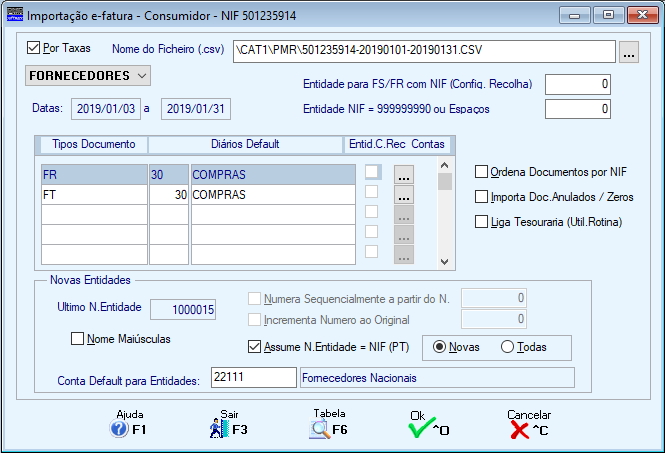 Importação e-fatura - Consumidor - NIF 501235914
Por Taxas Nome do Ficheiro (.csv) \CAT1\PMR\501235914-20190101-20190131.CSV ...
FORNECEDORES
Entidade para FS/FR com NIF (Config. Recolha) 0
Datas: 2019/01/03 a 2019/01/31 Entidade NIF = 999999990 ou Espaços 0
Tipos Documento Diários Default Entid.C.Rec Contas
FR 30 COMPRAS ...
FT 30 COMPRAS ...
...
...
...
Ordena Documentos por NIF
Importa Doc.Anulados / Zeros
Liga Tesouraria (Util.Rotina)
Novas Entidades
Ultimo N.Entidade 1000015
Numera Sequencialmente a partir do N. 0
Incrementa Numero ao Original 0
Nome Maiúsculas
Assume N.Entidade = NIF (PT) Novas Todas
Conta Default para Entidades: 22111 Fornecedores Nacionais
Ajuda Sair Tabela Ok Cancelar
F1 F3 F6 ^O ^C